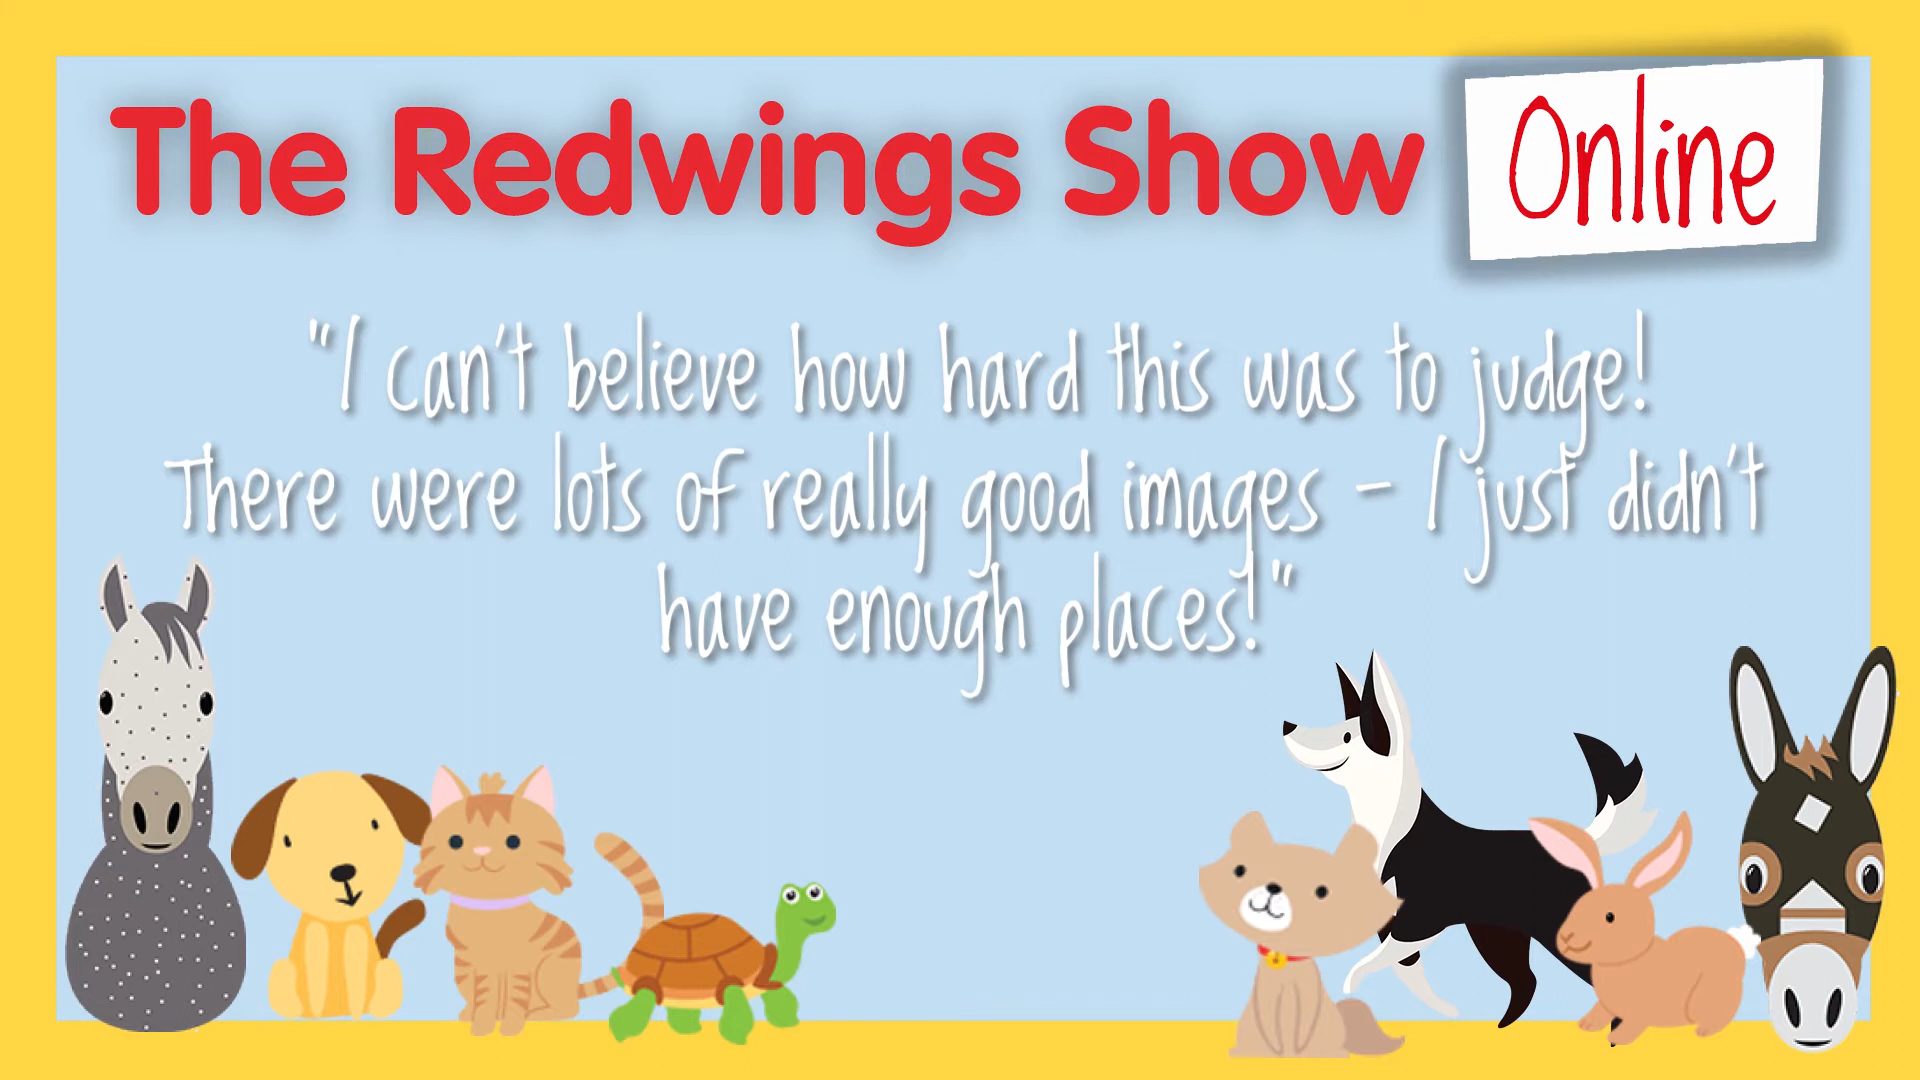 The Redwings Show Online
"I can't believe how hard this was to judge!
There were lots of really good images - I just didn't
have enough places!"